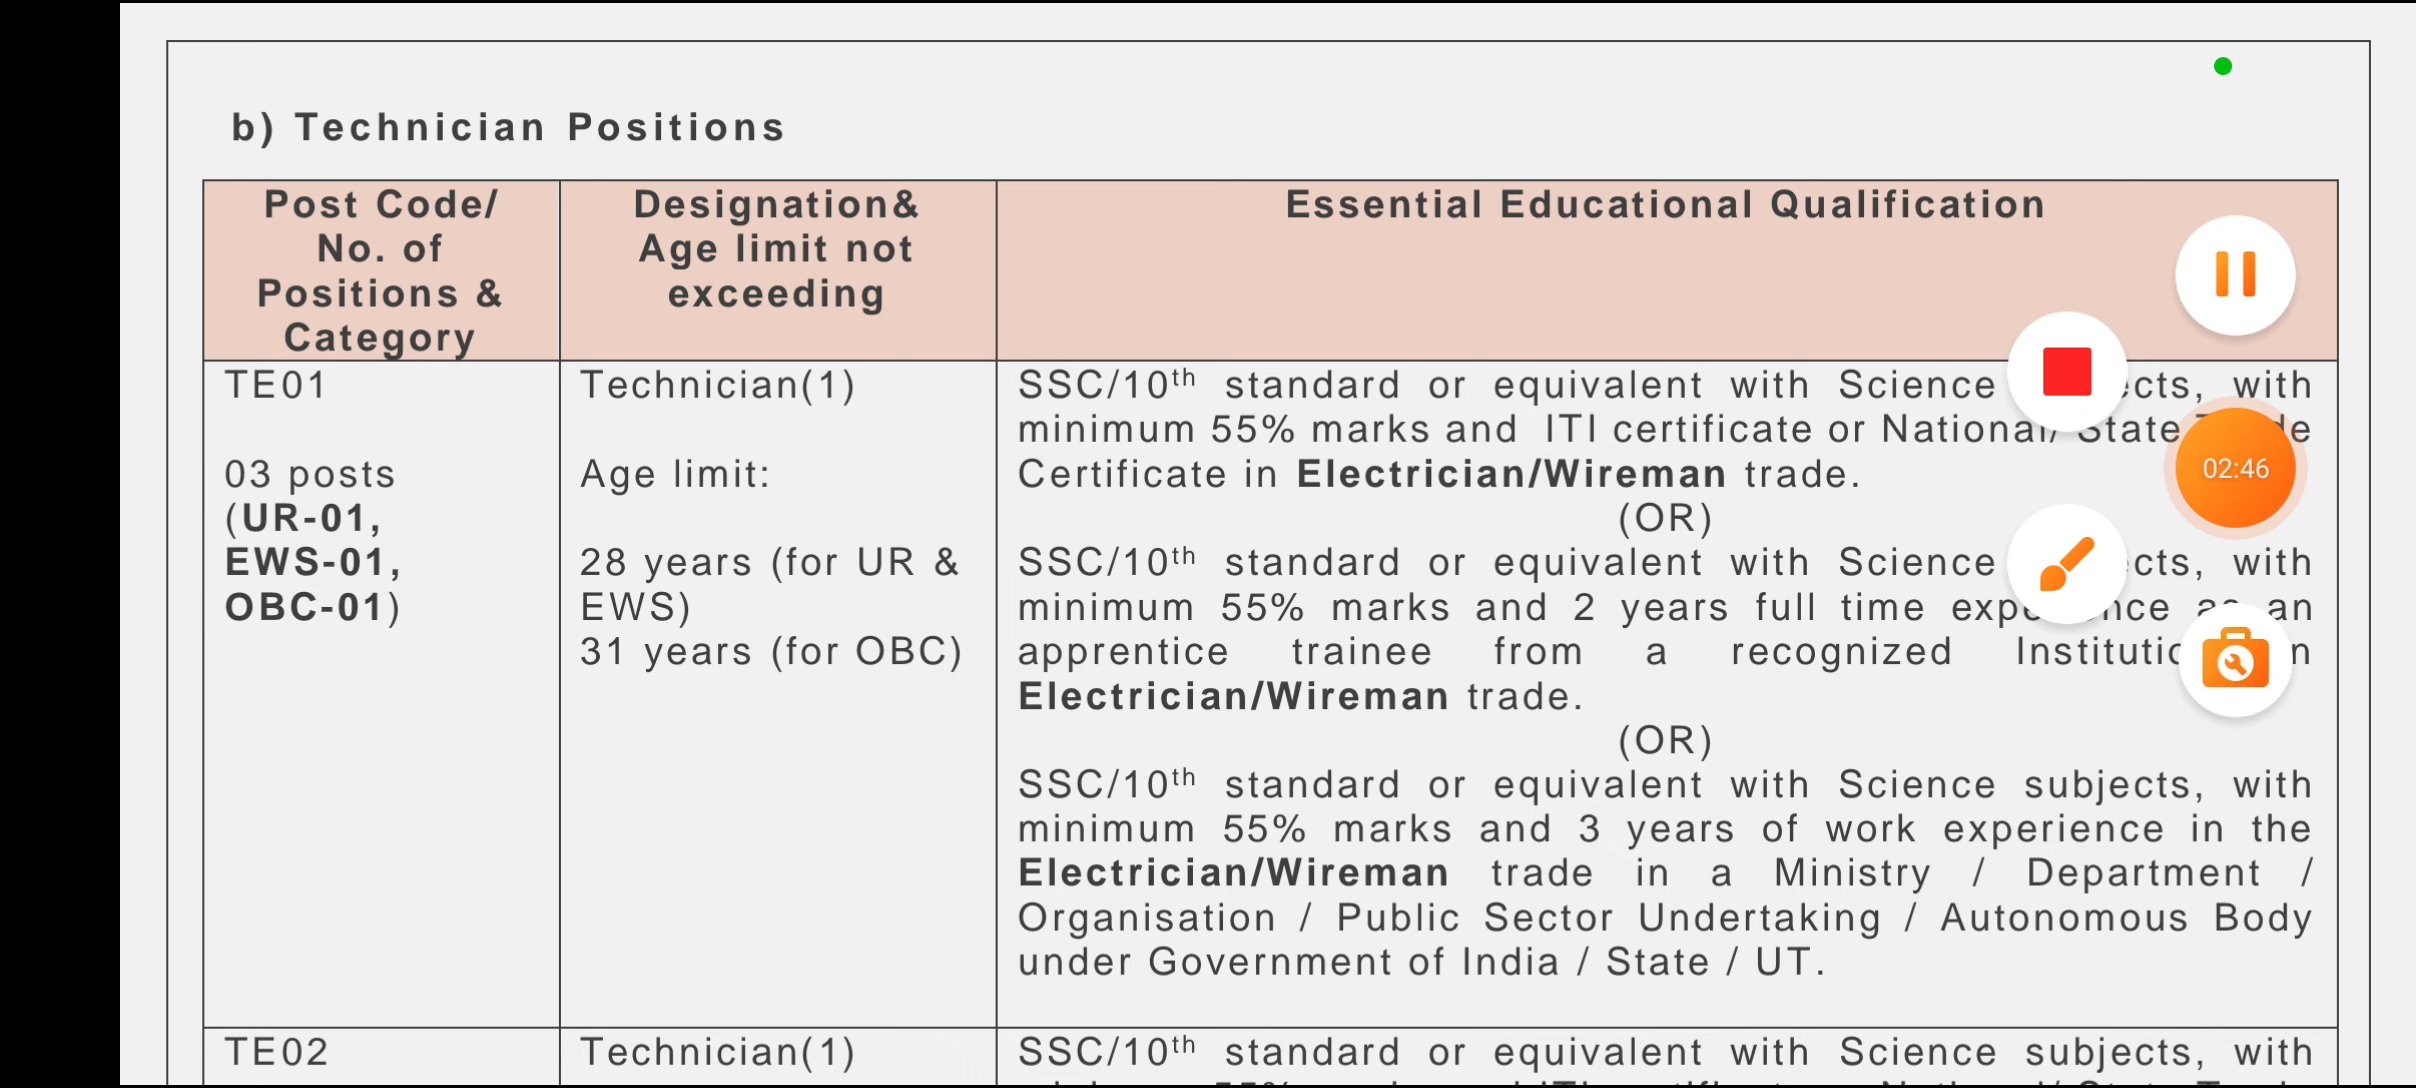 b) Technician Positions
Post Code/
No. of
Positions &
Category
Designation&
Age limit not
exceeding
Essential Educational Qualification
TE01
03 posts
(UR-01,
EWS-01,
OBC-01)
Technician(1)
Age limit:
28 years (for UR &
EWS)
31 years (for OBC)
SSC/10th standard or equivalent with Science with
minimum 55% marks and ITI certificate or National/ State
Certificate in Electrician/Wireman trade.
(OR)
SSC/10th standard or equivalent with Science with
minimum 55% marks and 2 years full time an
apprentice trainee from a recognized
Electrician/Wireman trade.
(OR)
SSC/10th standard or equivalent with Science subjects, with
minimum 55% marks and 3 years of work experience in the
Electrician/Wireman trade in a Ministry / Department /
Organisation / Public Sector Undertaking / Autonomous Body
under Government of India / State / UT.
02:46
TE02
Technician(1)
SSC/10th standard or equivalent with Science subjects, with